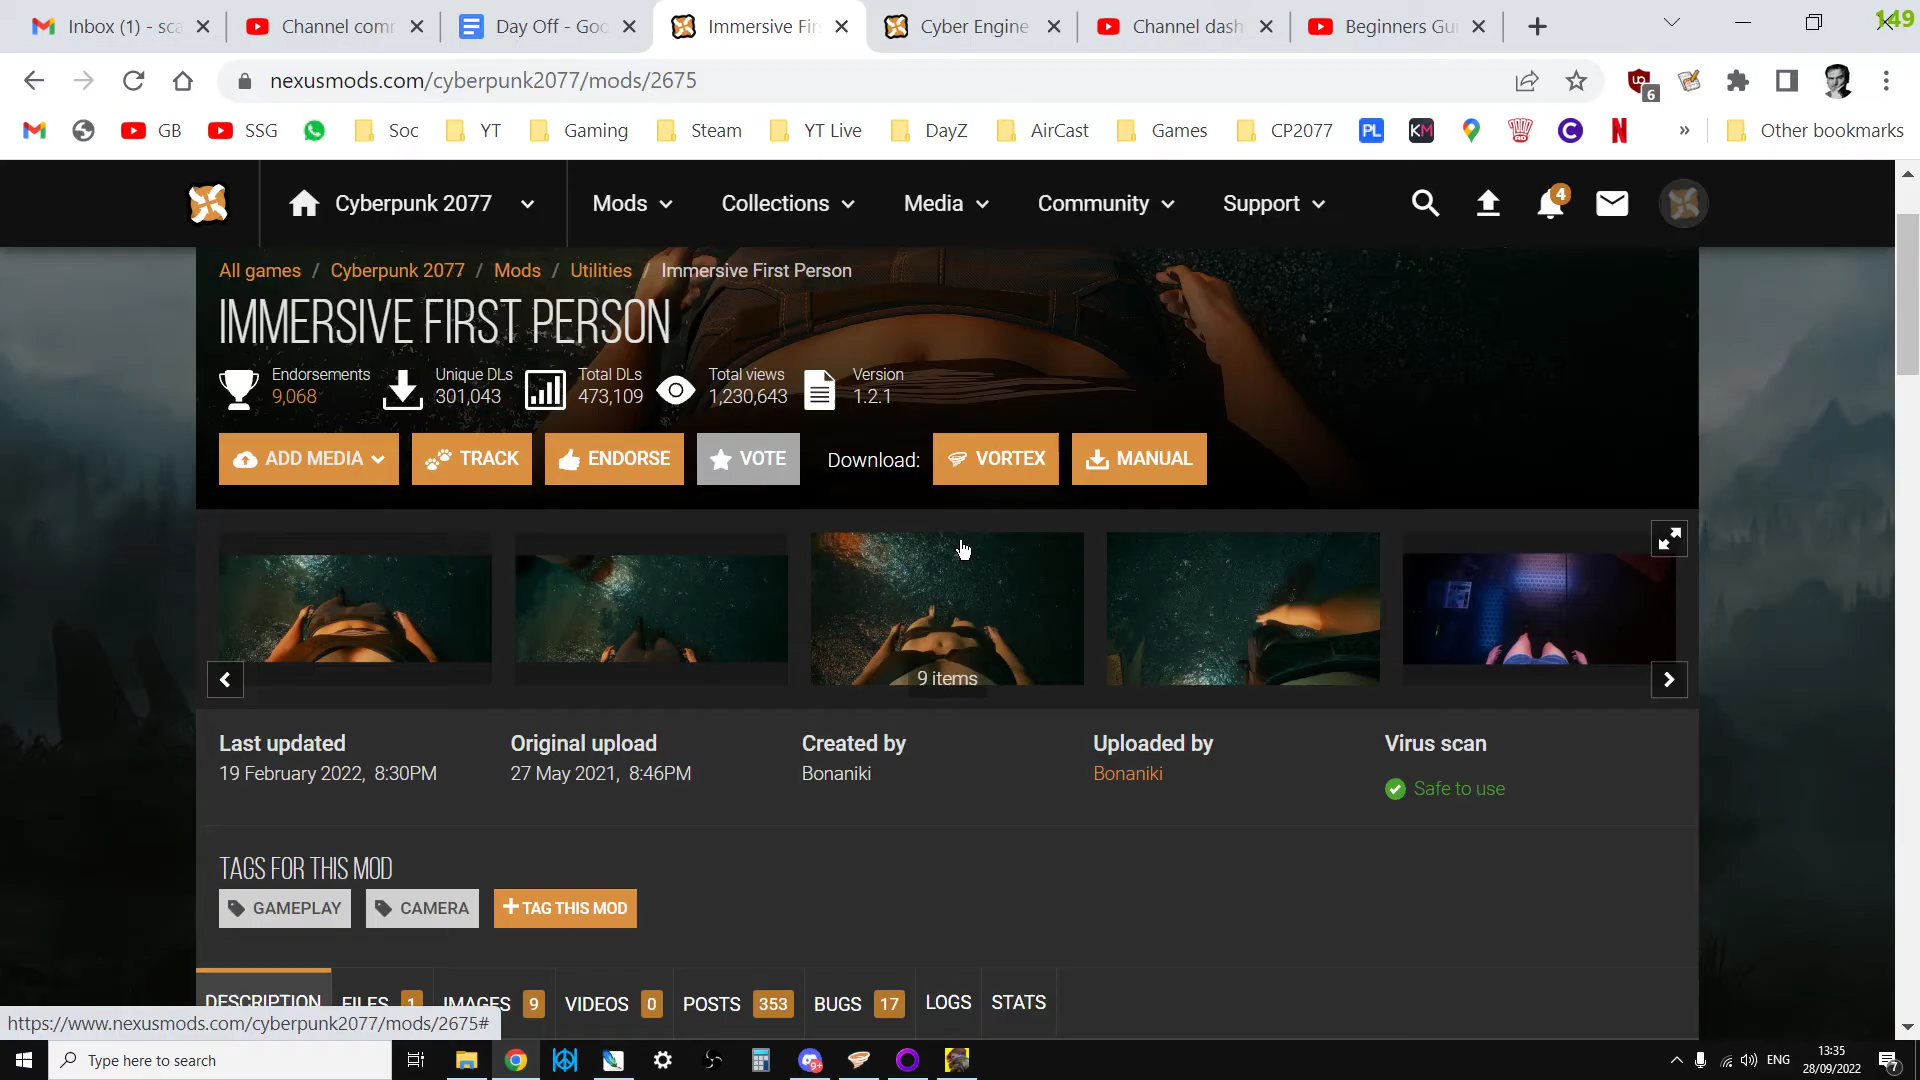 Inbox (1) - sca
Channel com
Day Off - Goo
Immersive Fir
Cyber Engine
Channel dash
Beginners Gui
149
nexusmods.com/cyberpunk2077/mods/2675
6
GB
SSG
Soc
YT
Gaming
Steam
YT Live
DayZ
AirCast
Games
CP2077
PL
KM
N
»
Other bookmarks
Cyberpunk 2077
Mods
Collections
Media
Community
Support
4
All games / Cyberpunk 2077 / Mods / Utilities / Immersive First Person
IMMERSIVE FIRST PERSON
Endorsements
9,068
Unique DLs
301,043
Total DLs
473,109
Total views
1,230,643
Version
1.2.1
ADD MEDIA
TRACK
ENDORSE
VOTE
Download:
VORTEX
MANUAL
9 items
Last updated
19 February 2022, 8:30PM
Original upload
27 May 2021, 8:46PM
Created by
Bonaniki
Uploaded by
Bonaniki
Virus scan
Safe to use
TAGS FOR THIS MOD
GAMEPLAY
CAMERA
+TAG THIS MOD
DESCRIPTION
FILES 1
IMAGES 9
VIDEOS 0
POSTS 353
BUGS 17
LOGS
STATS
https://www.nexusmods.com/cyberpunk2077/mods/2675#
Type here to search
ENG
13:35
28/09/2022
7